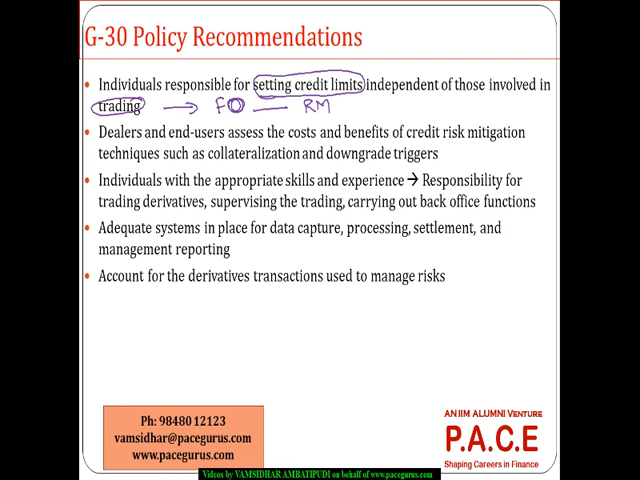 G-30 Policy Recommendations
• Individuals responsible for setting credit limits independent of those involved in
trading → FO — RM
• Dealers and end-users assess the costs and benefits of credit risk mitigation
techniques such as collateralization and downgrade triggers
• Individuals with the appropriate skills and experience → Responsibility for
trading derivatives, supervising the trading, carrying out back office functions
• Adequate systems in place for data capture, processing, settlement, and
management reporting
• Account for the derivatives transactions used to manage risks
Ph: 98480 12123
vamsidhar@pacegurus.com
www.pacegurus.com
AN IIM ALUMNI VENTURE
P.A.C.E
Shaping Careers in Finance
Videos by VAMSIDHAR AMBATIPUDI on behalf of www.pacegurus.com